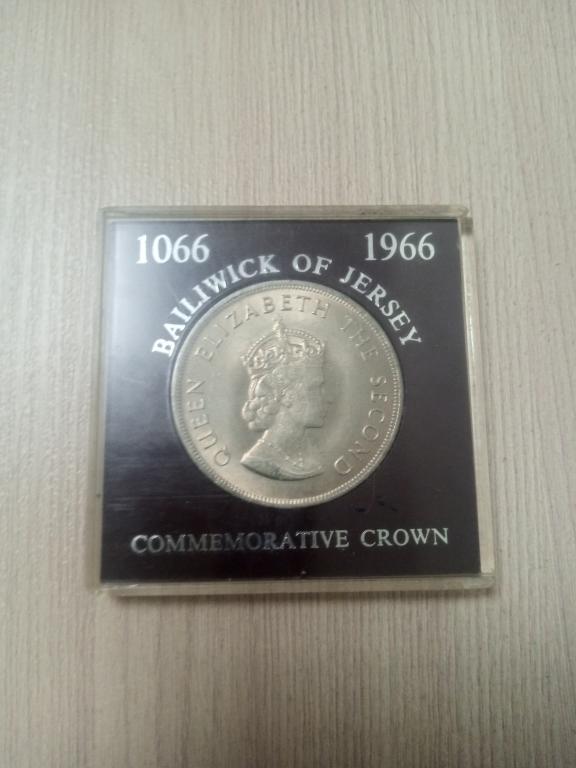 1066 1966
BAILIWICK OF JERSEY
QUEEN ELIZABETH THE SECOND
COMMEMORATIVE CROWN